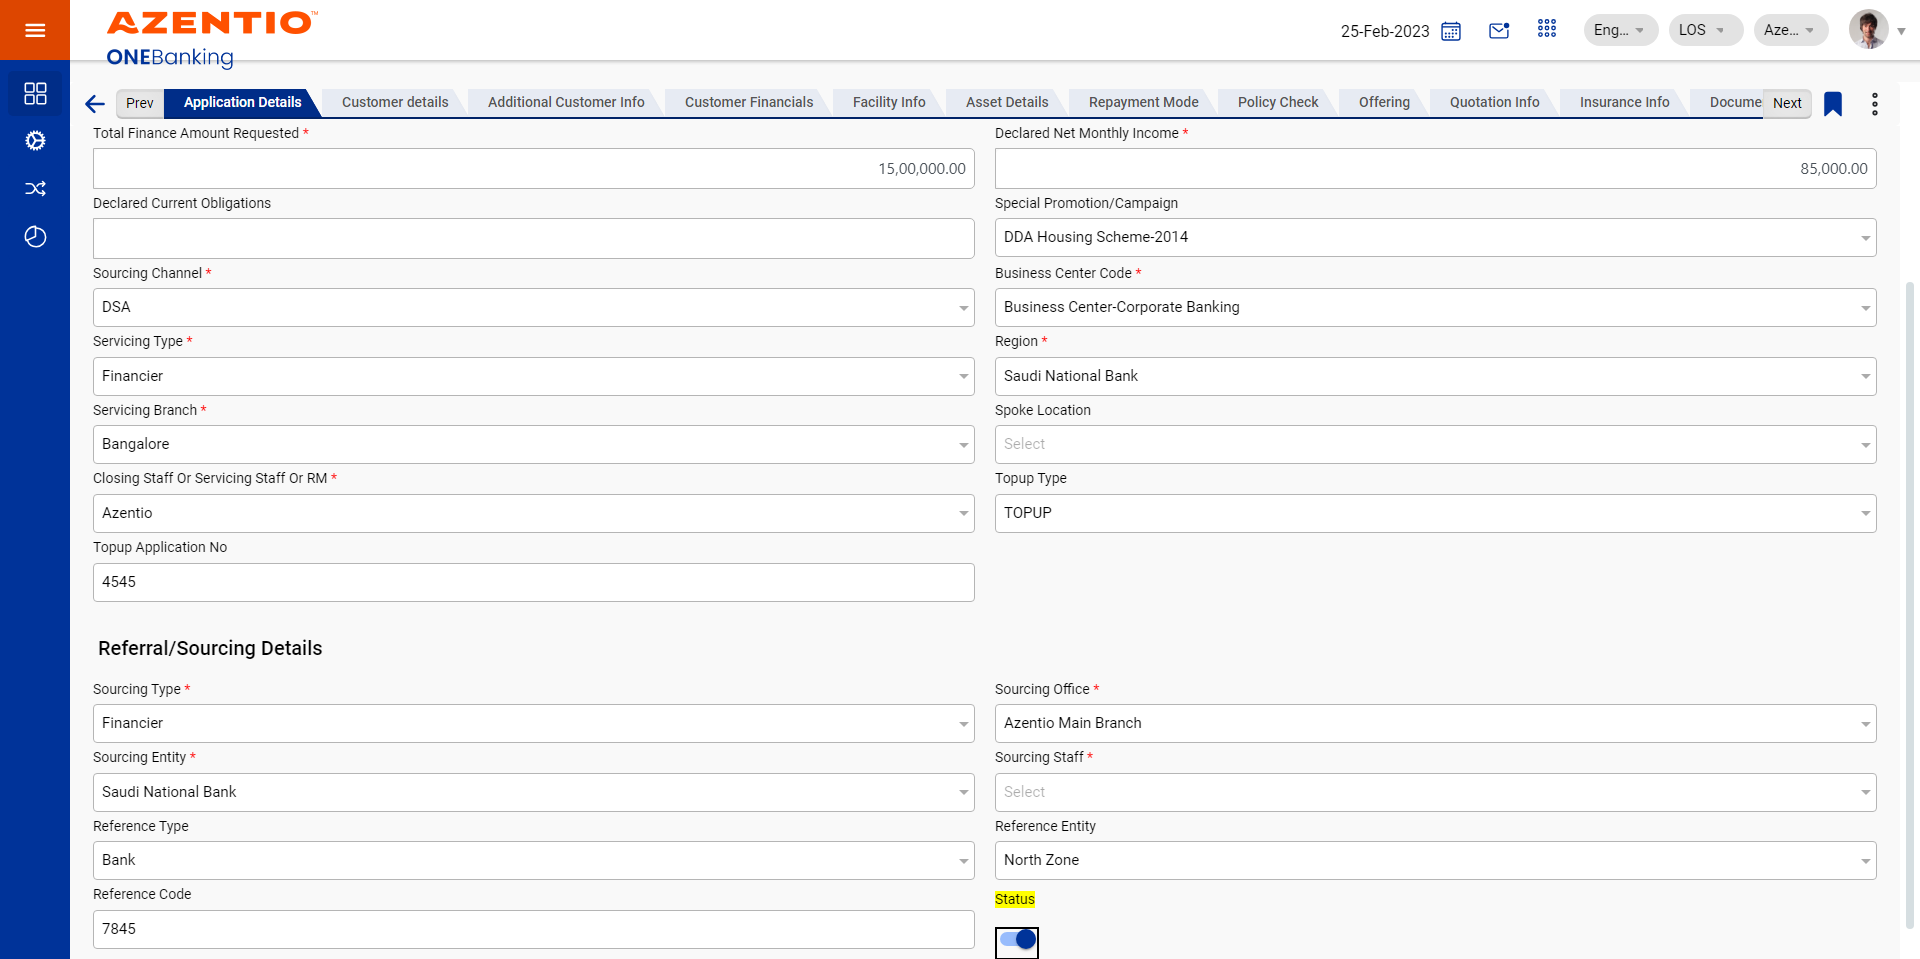 AZENTIO™
ONEBanking
25-Feb-2023
Eng...
LOS
Aze...
Prev
Application Details
Customer details
Additional Customer Info
Customer Financials
Facility Info
Asset Details
Repayment Mode
Policy Check
Offering
Quotation Info
Insurance Info
Docume
Next
Total Finance Amount Requested *
Declared Net Monthly Income *
15,00,000.00
85,000.00
Declared Current Obligations
Special Promotion/Campaign
DDA Housing Scheme-2014
Sourcing Channel *
Business Center Code *
DSA
Business Center-Corporate Banking
Servicing Type *
Region *
Financier
Saudi National Bank
Servicing Branch *
Spoke Location
Bangalore
Select
Closing Staff Or Servicing Staff Or RM *
Topup Type
Azentio
TOPUP
Topup Application No
4545
Referral/Sourcing Details
Sourcing Type *
Sourcing Office *
Financier
Azentio Main Branch
Sourcing Entity *
Sourcing Staff *
Saudi National Bank
Select
Reference Type
Reference Entity
Bank
North Zone
Reference Code
Status
7845